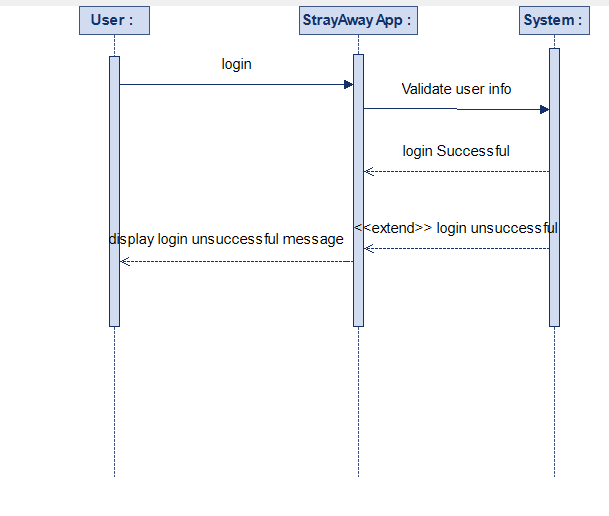 User :
StrayAway App :
System :
login
Validate user info
login Successful
<<extend>> login unsuccessful
display login unsuccessful message